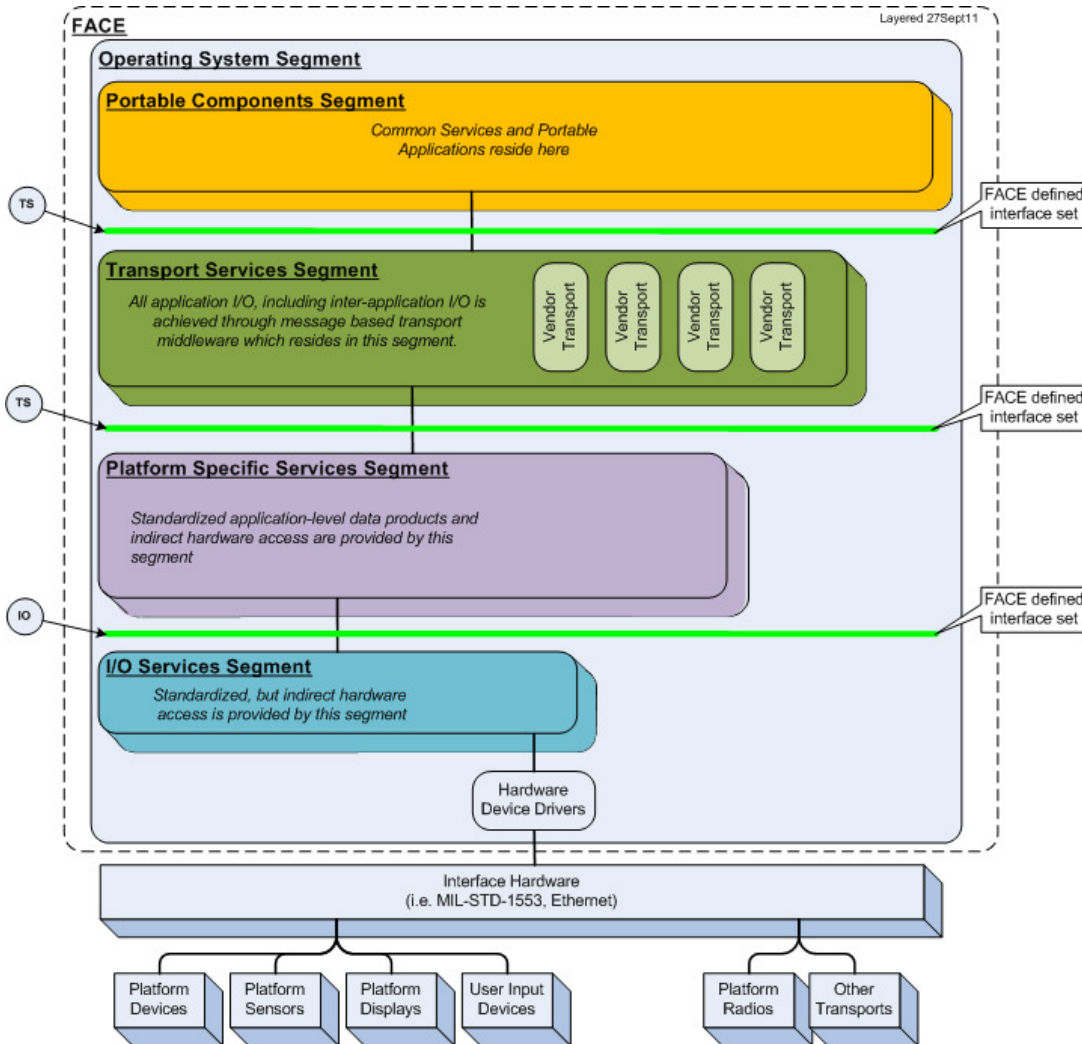 Layered 27Sept11
FACE
Operating System Segment
Portable Components Segment
Common Services and Portable
Applications reside here
TS
FACE defined
interface set
Transport Services Segment
All application I/O, including inter-application I/O is
achieved through message based transport
middleware which resides in this segment.
Vendor
Transport
Vendor
Transport
Vendor
Transport
Vendor
Transport
TS
FACE defined
interface set
Platform Specific Services Segment
Standardized application-level data products and
indirect hardware access are provided by this
segment
IO
FACE defined
interface set
I/O Services Segment
Standardized, but indirect hardware
access is provided by this segment
Hardware
Device Drivers
Interface Hardware
(i.e. MIL-STD-1553, Ethernet)
Platform
Devices
Platform
Sensors
Platform
Displays
User Input
Devices
Platform
Radios
Other
Transports